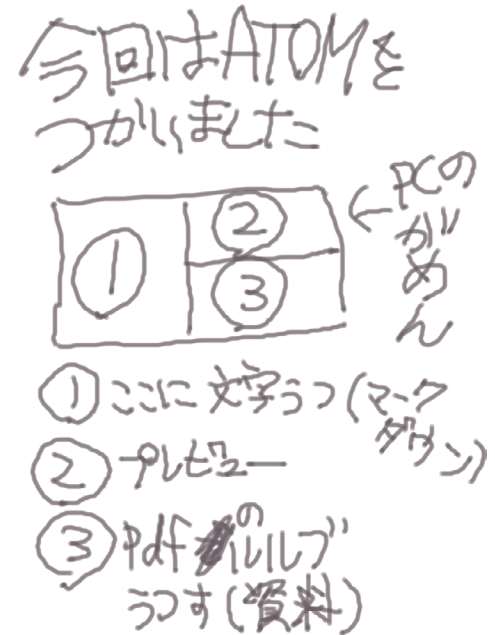 今回はATOMを
つかいました
①
②
③
←PCのがめん
①ここに文字うつ(マークダウン)
②プレビュー
③pdfのルルブ
うつす(資料)